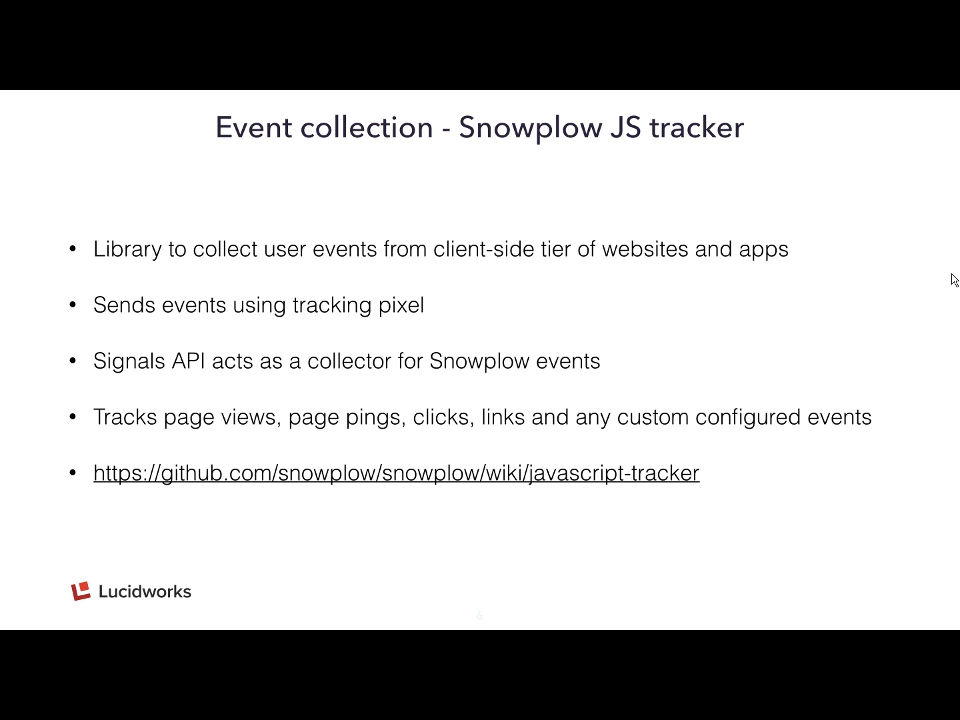 Event collection - Snowplow JS tracker
• Library to collect user events from client-side tier of websites and apps
• Sends events using tracking pixel
• Signals API acts as a collector for Snowplow events
• Tracks page views, page pings, clicks, links and any custom configured events
• https://github.com/snowplow/snowplow/wiki/javascript-tracker
Lucidworks
6